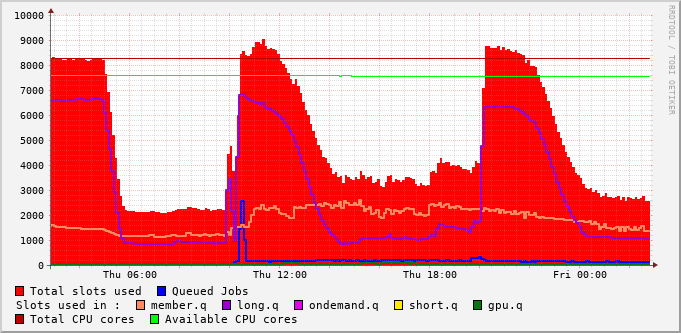 RRDTOOL / TOBI OETIKER
10000
9000
8000
7000
6000
5000
4000
3000
2000
1000
0
Thu 06:00 Thu 12:00 Thu 18:00 Fri 00:00
Total slots used Queued Jobs
Slots used in : member.q long.q ondemand.q short.q gpu.q
Total CPU cores Available CPU cores